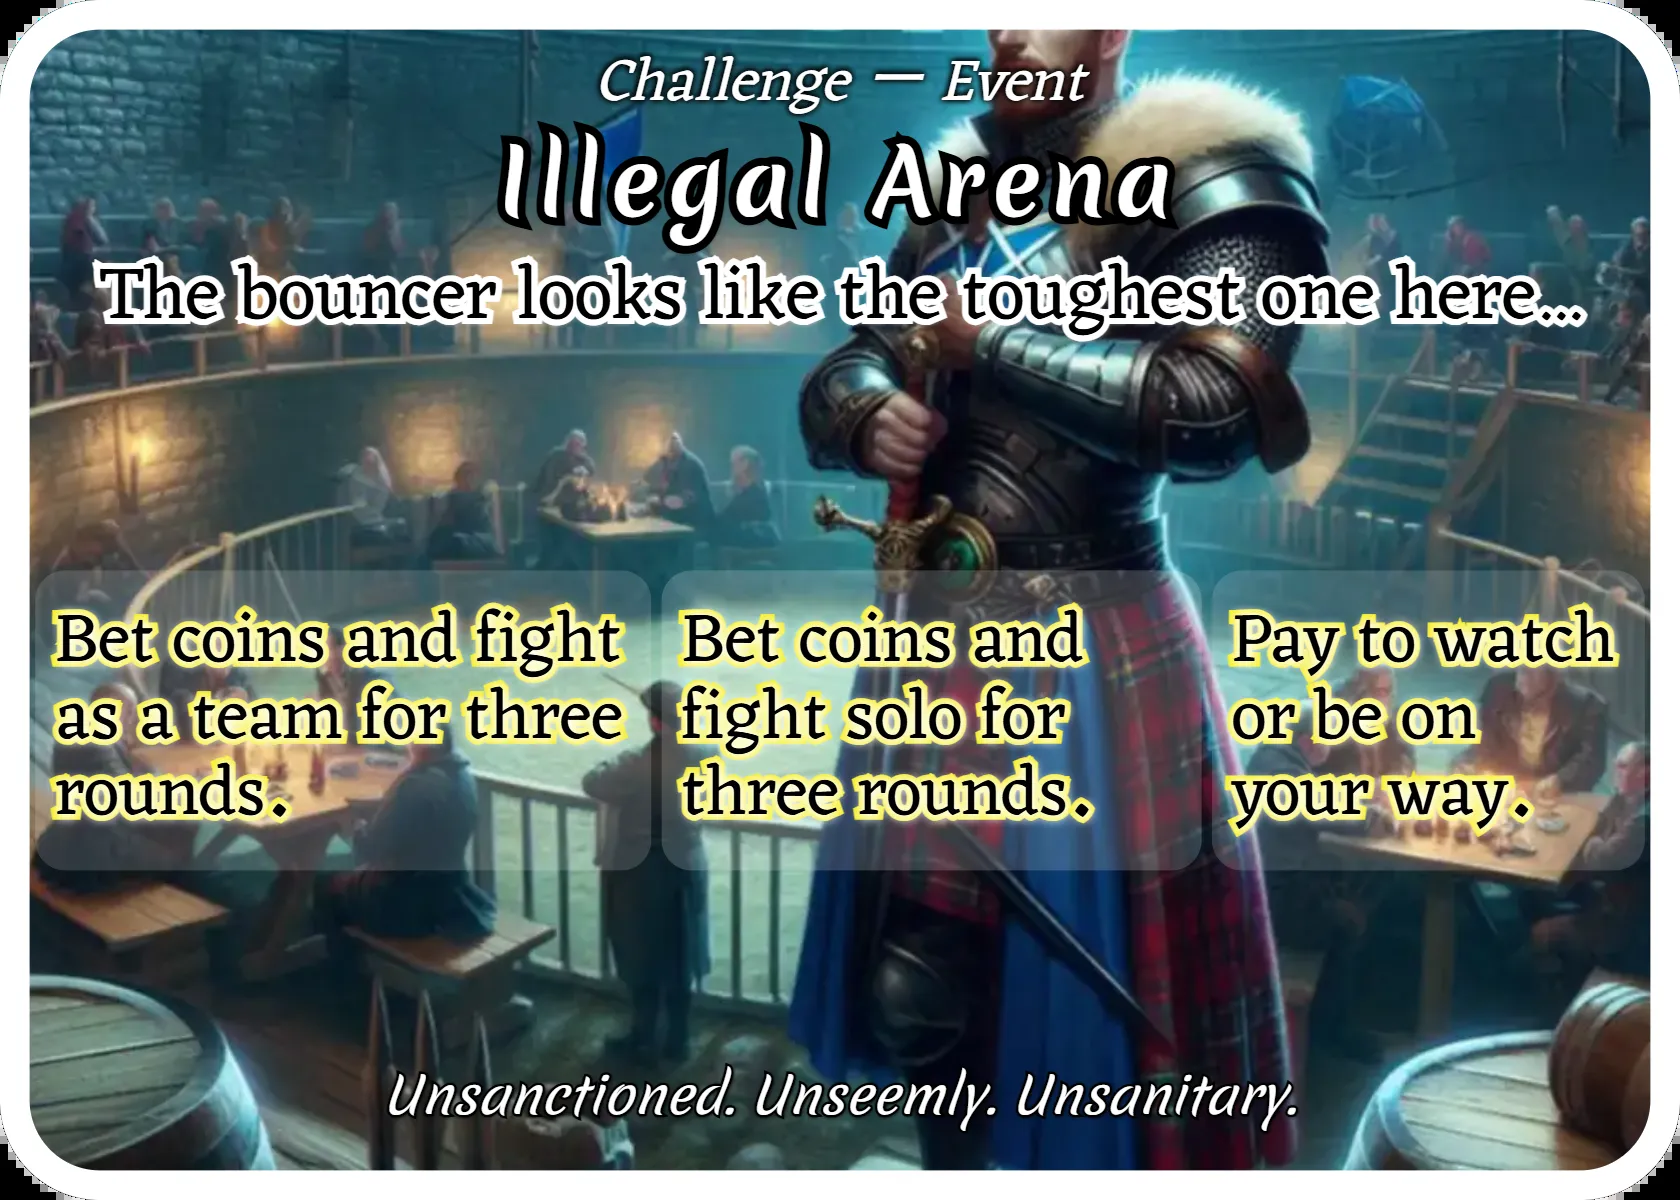 Challenge — Event
Illegal Arena
The bouncer looks like the toughest one here...
Bet coins and fight
as a team for three
rounds.
Bet coins and
fight solo for
three rounds.
Pay to watch
or be on
your way.
Unsanctioned. Unseemly. Unsanitary.